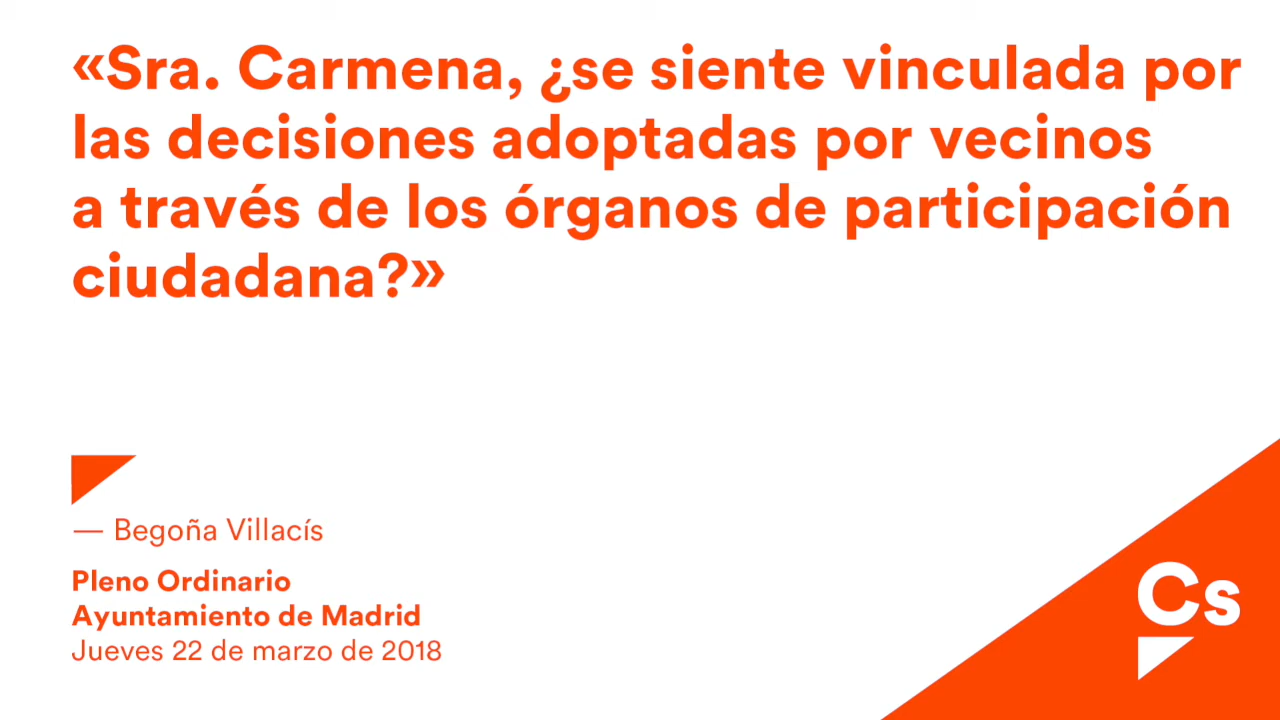 «Sra. Carmena, ¿se siente vinculada por
las decisiones adoptadas por vecinos
a través de los órganos de participación
ciudadana?»
— Begoña Villacís
Pleno Ordinario
Ayuntamiento de Madrid
Jueves 22 de marzo de 2018
Cs